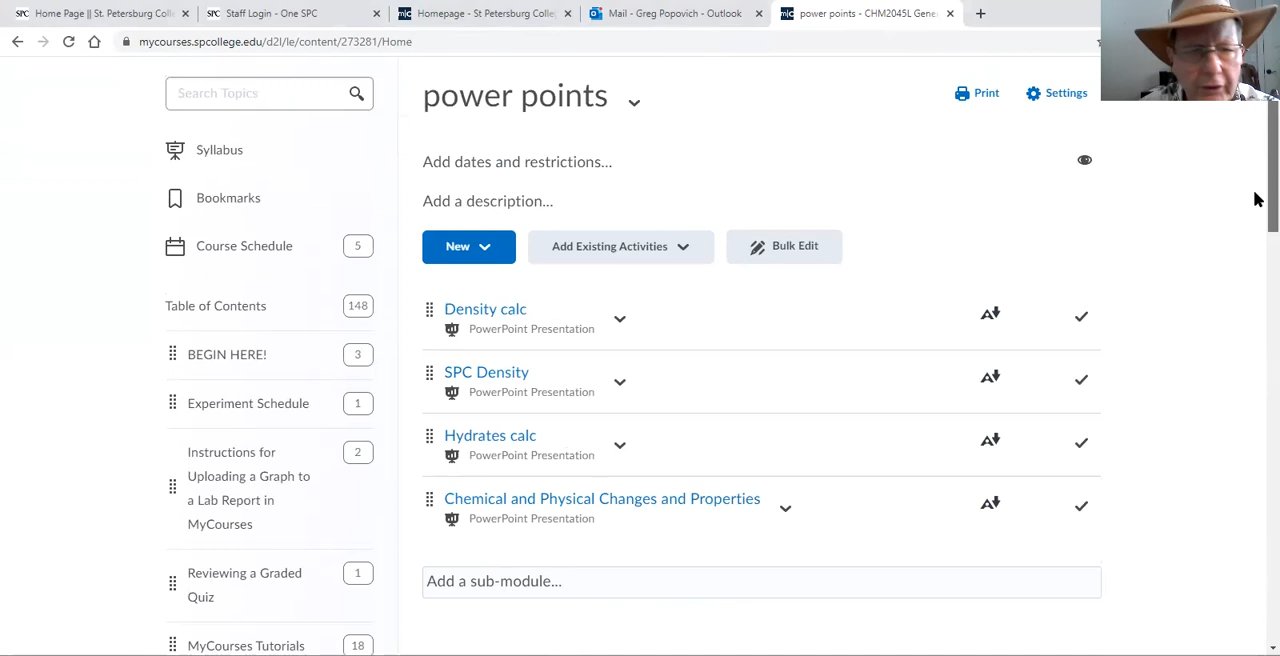 SPC Home Page || St. Petersburg Colle
SPC Staff Login - One SPC
m|c Homepage - St Petersburg Colle
Mail - Greg Popovich - Outlook
m|c power points - CHM2045L Gene
mycourses.spcollege.edu/d2l/le/content/273281/Home
Search Topics
Syllabus
Bookmarks
Course Schedule 5
Table of Contents 148
BEGIN HERE! 3
Experiment Schedule 1
Instructions for 2
Uploading a Graph to
a Lab Report in
MyCourses
Reviewing a Graded 1
Quiz
MyCourses Tutorials 18
power points
Print
Settings
Add dates and restrictions...
Add a description...
New
Add Existing Activities
Bulk Edit
Density calc
PowerPoint Presentation
SPC Density
PowerPoint Presentation
Hydrates calc
PowerPoint Presentation
Chemical and Physical Changes and Properties
PowerPoint Presentation
Add a sub-module...